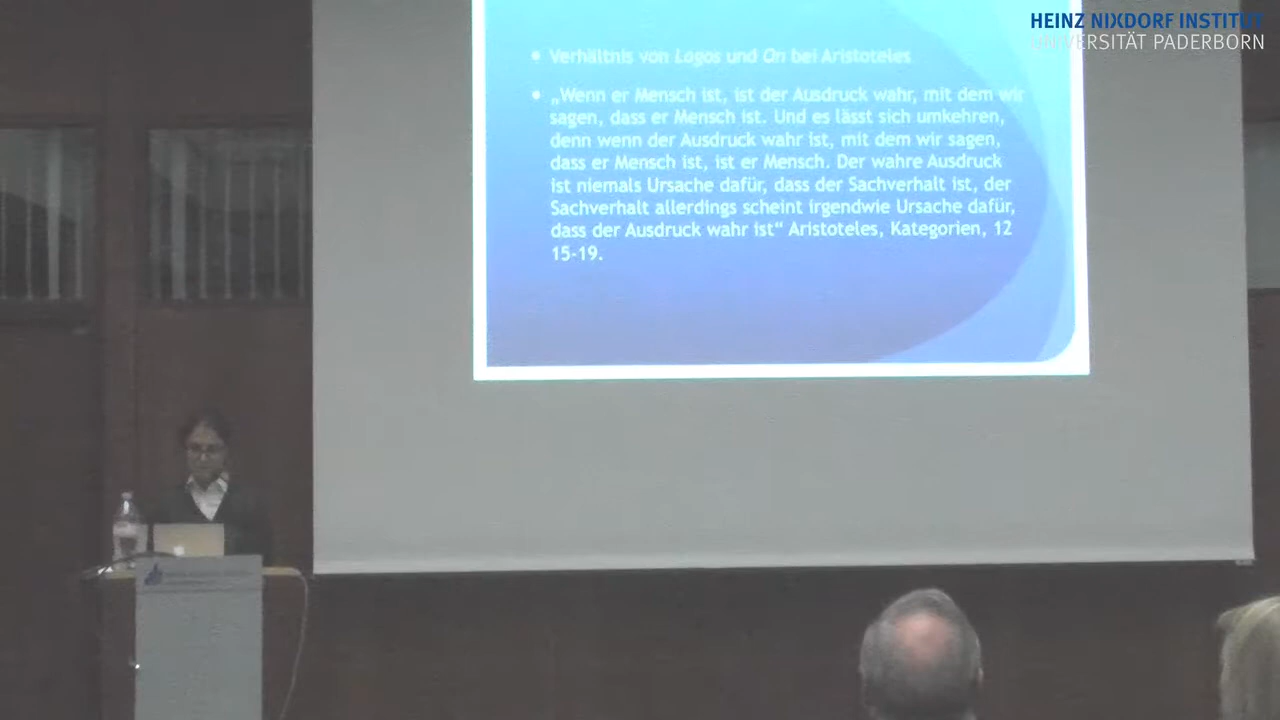 HEINZ NIXDORF INSTITUT
UNIVERSITÄT PADERBORN
• Verhältnis von Logos und On bei Aristoteles
• „Wenn er Mensch ist, ist der Ausdruck wahr, mit dem wir
sagen, dass er Mensch ist. Und es lässt sich umkehren,
denn wenn der Ausdruck wahr ist, mit dem wir sagen,
dass er Mensch ist, ist er Mensch. Der wahre Ausdruck
ist niemals Ursache dafür, dass der Sachverhalt ist, der
Sachverhalt allerdings scheint irgendwie Ursache dafür,
dass der Ausdruck wahr ist“ Aristoteles, Kategorien, 12
15-19.